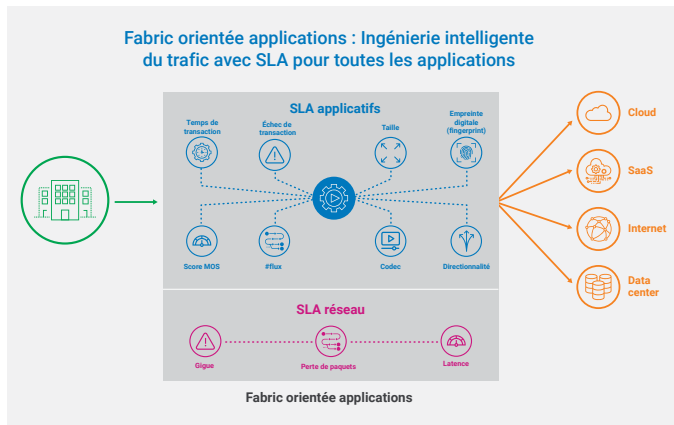 Fabric orientée applications : Ingénierie intelligente
du trafic avec SLA pour toutes les applications
SLA applicatifs
Temps de
transaction
Échec de
transaction
Taille
Empreinte
digitale
(fingerprint)
Score MOS
#flux
Codec
Directionnalité
SLA réseau
Gigue
Perte de paquets
Latence
Fabric orientée applications
Cloud
SaaS
Internet
Data
center